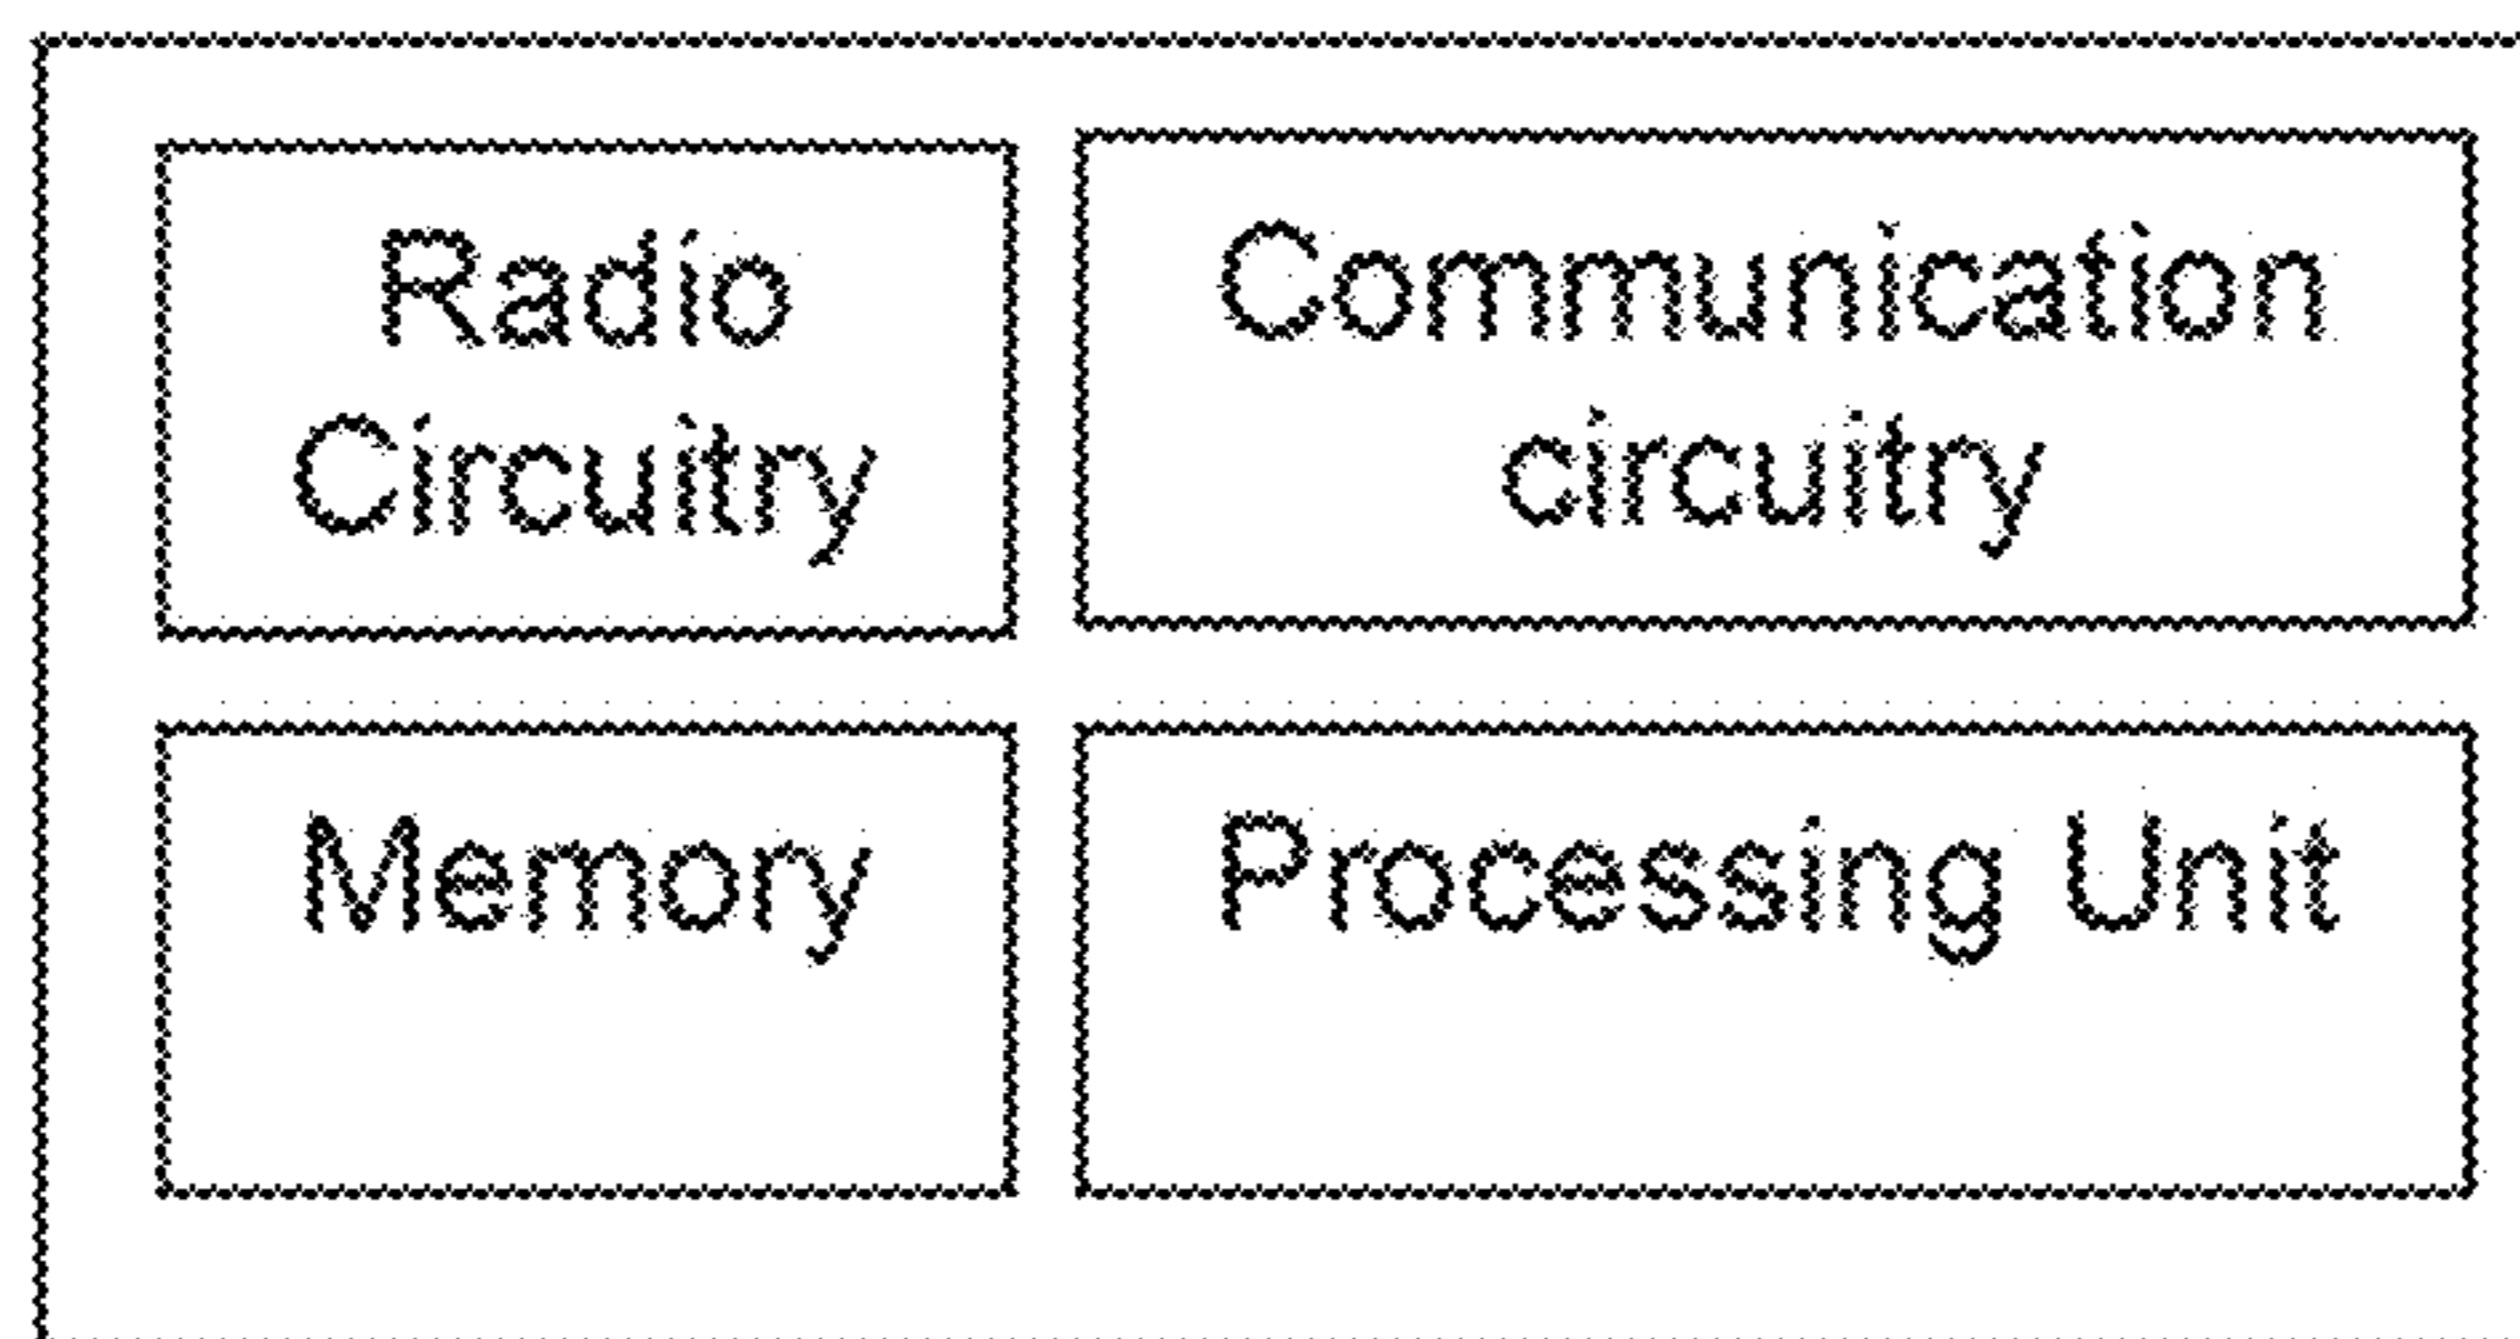 Radio
Circuitry
Communication
circuitry
Memory
Processing Unit